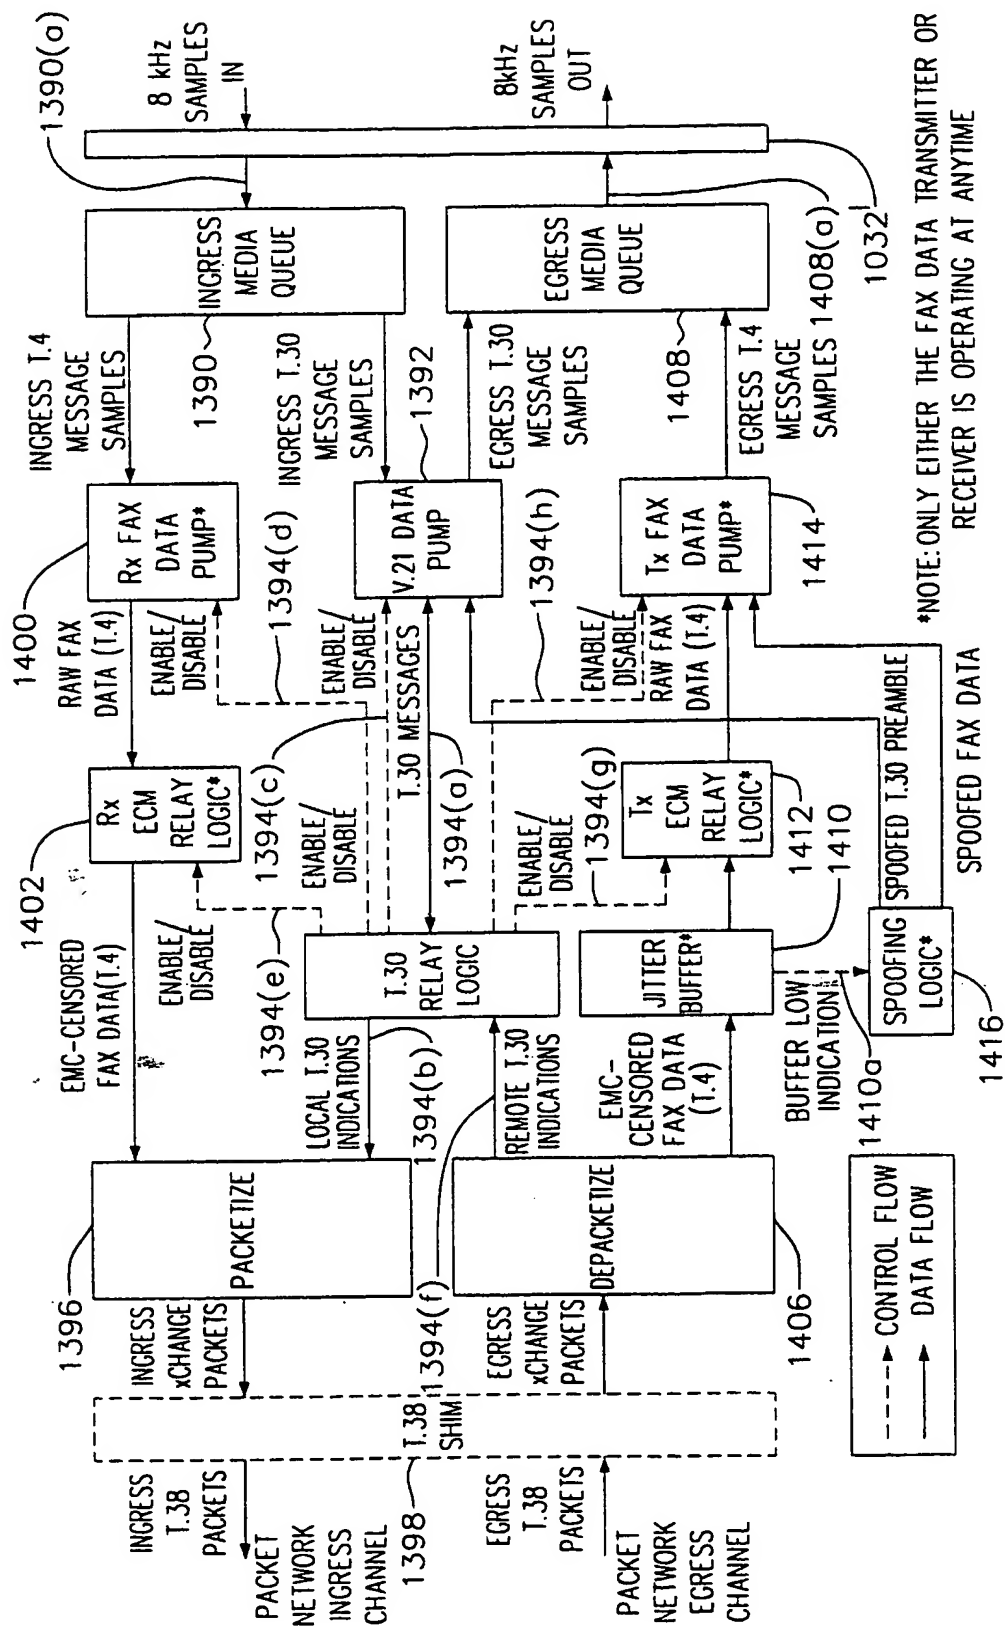 1390(a)
8 kHz
SAMPLES
IN
8kHz
SAMPLES
OUT
INGRESS T.4
MESSAGE
SAMPLES
INGRESS
MEDIA
QUEUE
1390
INGRESS T.30
MESSAGE
SAMPLES
1392
EGRESS T.30
MESSAGE
SAMPLES
EGRESS
MEDIA
QUEUE
1408
EGRESS T.4
MESSAGE
SAMPLES
1408(a)
1032'
*NOTE: ONLY EITHER THE FAX DATA TRANSMITTER OR
RECEIVER IS OPERATING AT ANYTIME
1400
Rx FAX
DATA
PUMP*
RAW FAX
DATA (T.4)
ENABLE/
DISABLE
1394(d)
V.21 DATA
PUMP
ENABLE/
DISABLE
T.30 MESSAGES
1394(c)
1394(a)
1394(h)
Tx FAX
DATA
PUMP*
1414
ENABLE/
DISABLE
RAW FAX
DATA (T.4)
1402
Rx
ECM
RELAY
LOGIC*
ENABLE/
DISABLE
ENABLE/
DISABLE
1394(g)
Tx
ECM
RELAY
LOGIC*
1412
1410
SPOOFED T.30 PREAMBLE
SPOOFED FAX DATA
EMC-CENSORED
FAX DATA(T.4)
ENABLE/
DISABLE
1394(e)
T.30
RELAY
LOGIC
LOCAL T.30
INDICATIONS
1394(b)
REMOTE T.30
INDICATIONS
JITTER
BUFFER*
EMC-
CENSORED
FAX DATA
(T.4)
BUFFER LOW
INDICATION
1410a
SPOOFING
LOGIC*
1416
1396
PACKETIZE
1394(f)
DEPACKETIZE
1406
INGRESS
xCHANGE
PACKETS
EGRESS
xCHANGE
PACKETS
T.38
SHIM
1398
INGRESS
T.38
PACKETS
EGRESS
T.38
PACKETS
PACKET
NETWORK
INGRESS
CHANNEL
PACKET
NETWORK
EGRESS
CHANNEL
CONTROL FLOW
DATA FLOW